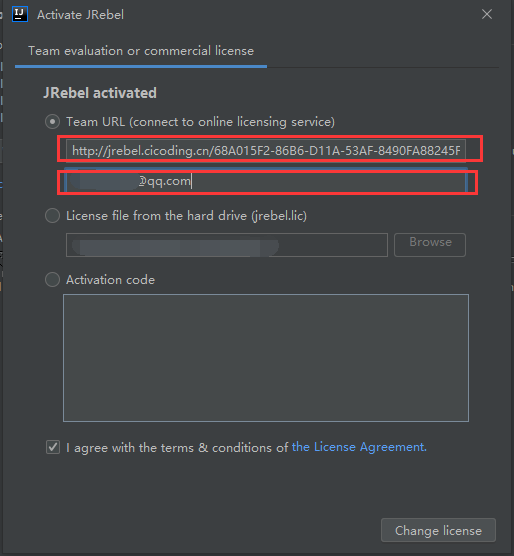 IJ
Activate JRebel
Team evaluation or commercial license
JRebel activated
Team URL (connect to online licensing service)
http://jrebel.cicoding.cn/68A015F2-86B6-D11A-53AF-8490FA88245F
@qq.com
License file from the hard drive (jrebel.lic)
Browse
Activation code
I agree with the terms & conditions of the License Agreement.
Change license